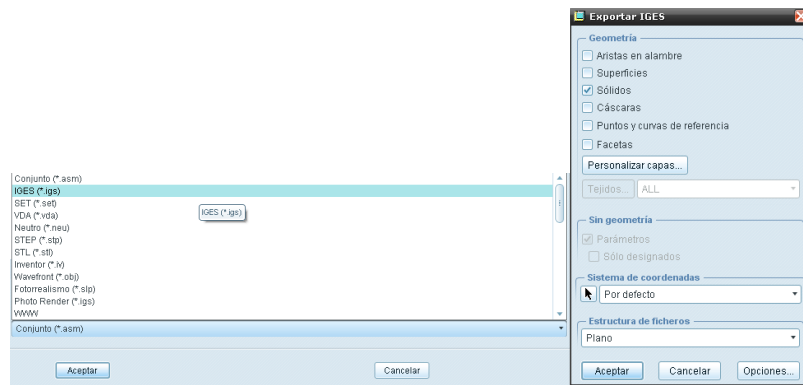 Conjunto (*.asm)
IGES (*.igs)
SET (*.set)
VDA (*.vda)
Neutro (*.neu)
STEP (*.stp)
STL (*.stl)
Inventor (*.iv)
Wavefront (*.obj)
Fotorrealismo (*.slp)
Photo Render (*.igs)
WWW
IGES (*.igs)
Conjunto (*.asm)
Aceptar
Cancelar
Exportar IGES
Geometría
Aristas en alambre
Superficies
Sólidos
Cáscaras
Puntos y curvas de referencia
Facetas
Personalizar capas...
Tejidos... ALL
Sin geometría
Parámetros
Sólo designados
Sistema de coordenadas
Por defecto
Estructura de ficheros
Plano
Aceptar Cancelar Opciones...